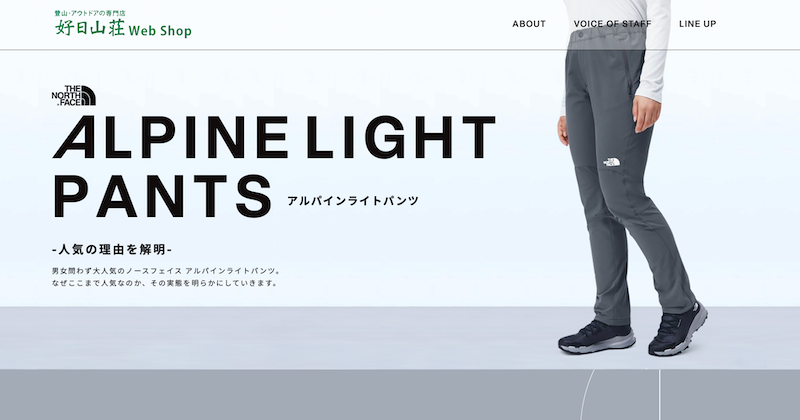 登山・アウトドアの専門店
好日山荘 Web Shop
ABOUT
VOICE OF STAFF
LINE UP
THE NORTH FACE
ALPINE LIGHT
PANTS アルパインライトパンツ
-人気の理由を解明-
男女問わず大人気のノースフェイス アルパインライトパンツ。
なぜここまで人気なのか、その実態を明らかにしていきます。